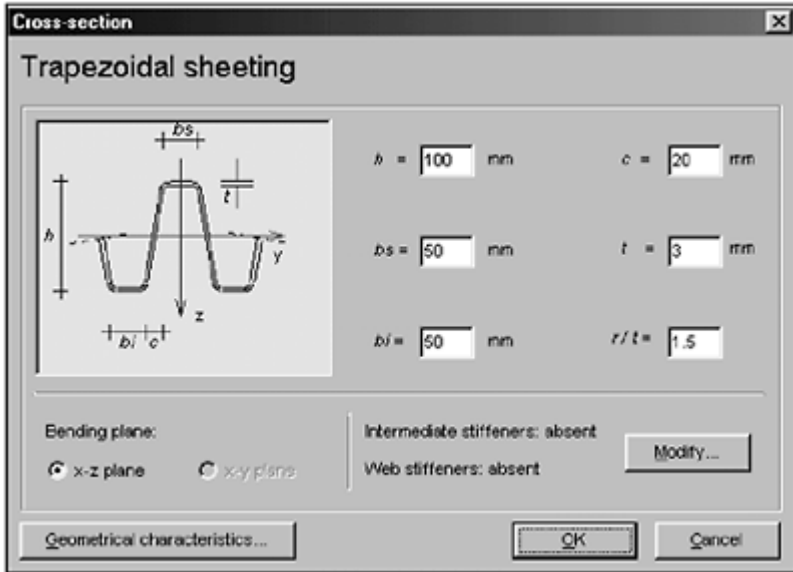 Cross-section
Trapezoidal sheeting
bs
t
h
y
z
bi c
h = 100 mm
c = 20 mm
bs = 50 mm
t = 3 mm
bi = 50 mm
r/t = 1.5
Bending plane:
x-z plane
x-y plane
Intermediate stiffeners: absent
Web stiffeners: absent
Modify...
Geometrical characteristics...
OK
Cancel